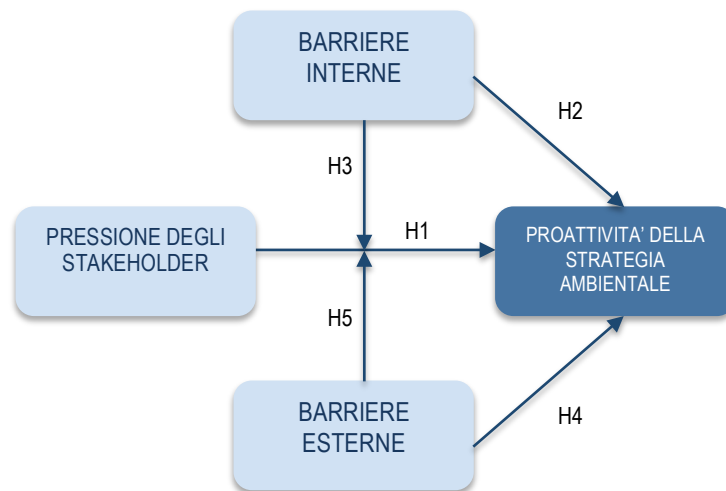 BARRIERE
INTERNE
H2
H3
PRESSIONE DEGLI
STAKEHOLDER
H1
PROATTIVITA' DELLA
STRATEGIA
AMBIENTALE
H5
BARRIERE
ESTERNE
H4